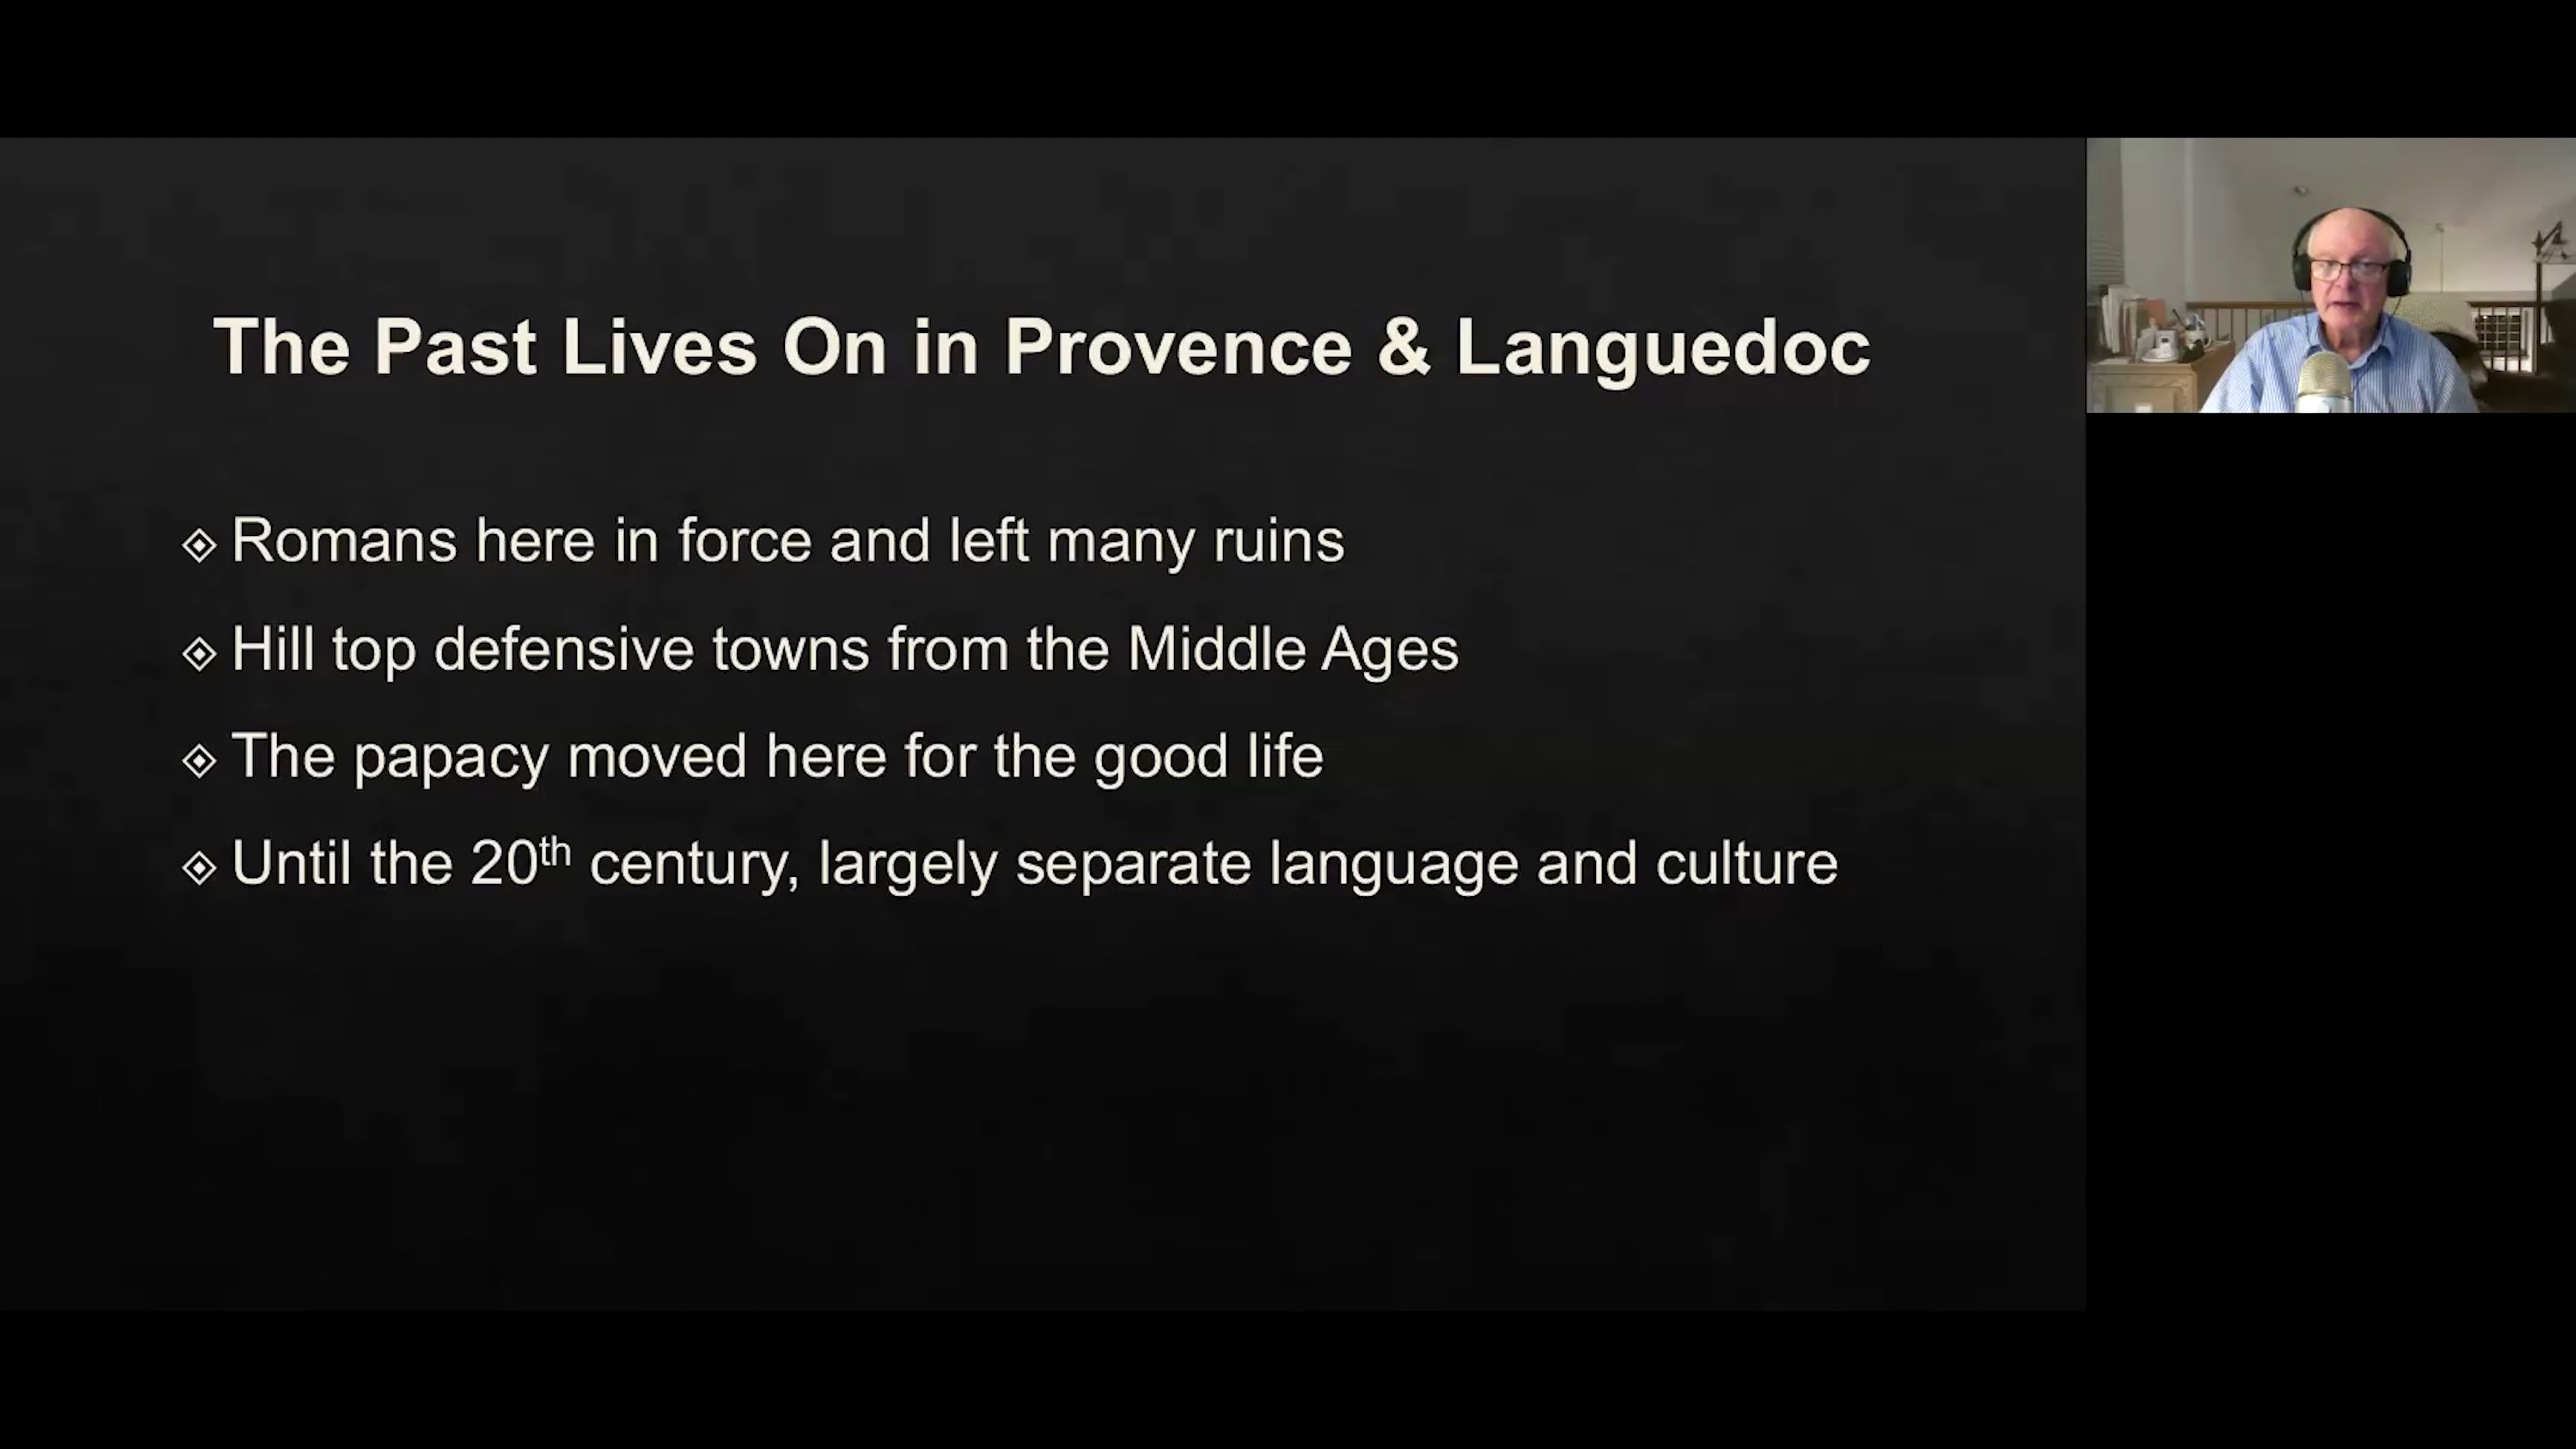 The Past Lives On in Provence & Languedoc
Romans here in force and left many ruins
Hill top defensive towns from the Middle Ages
The papacy moved here for the good life
Until the 20th century, largely separate language and culture